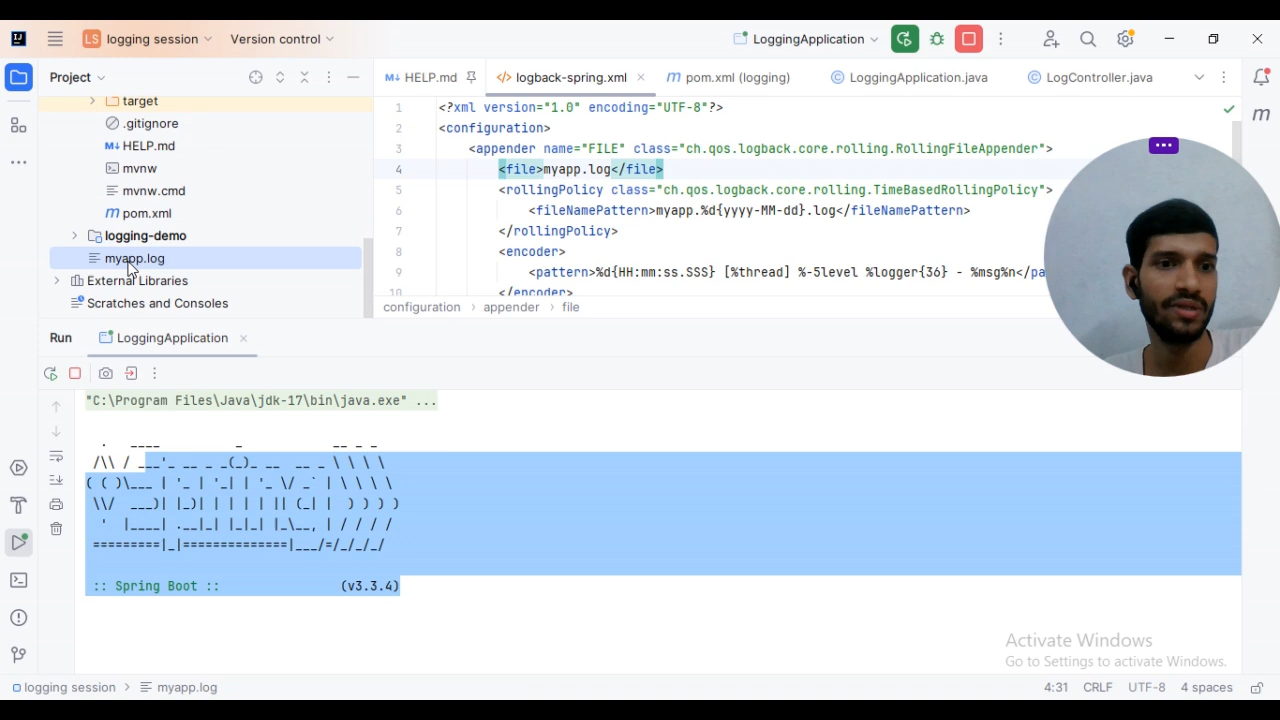 LS logging session
Version control
LoggingApplication
Project
HELP.md
logback-spring.xml
pom.xml (logging)
LoggingApplication.java
LogController.java
target
.gitignore
HELP.md
mvnw
mvnw.cmd
pom.xml
logging-demo
myapp.log
External Libraries
Scratches and Consoles
1 <?xml version="1.0" encoding="UTF-8"?>
2 <configuration>
3 <appender name="FILE" class="ch.qos.logback.core.rolling.RollingFileAppender">
4 <file>myapp.log</file>
5 <rollingPolicy class="ch.qos.logback.core.rolling.TimeBasedRollingPolicy">
6 <fileNamePattern>myapp.%d{yyyy-MM-dd}.log</fileNamePattern>
7 </rollingPolicy>
8 <encoder>
9 <pattern>%d{HH:mm:ss.SSS} [%thread] %-5level %logger{36} - %msg%n</pa
10 </encoder>
configuration > appender > file
Run LoggingApplication
"C:\Program Files\Java\jdk-17\bin\java.exe" ...
:: Spring Boot :: (v3.3.4)
Activate Windows
Go to Settings to activate Windows.
logging session > myapp.log
4:31 CRLF UTF-8 4 spaces